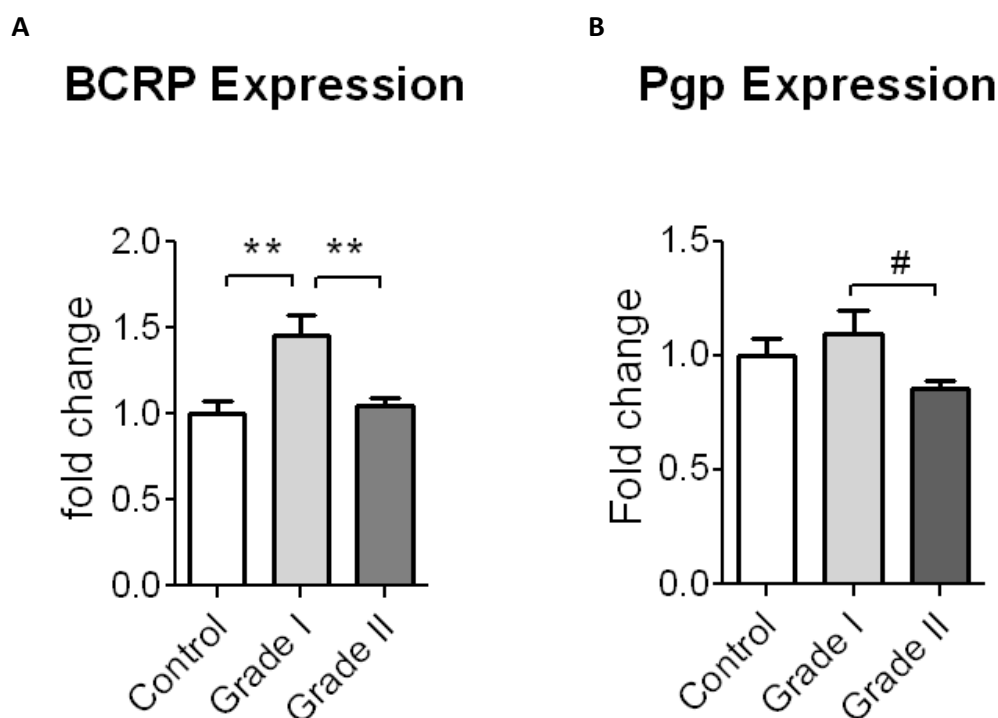 A
BCRP Expression
fold change
2.0
1.5
1.0
0.5
0.0
** **
Control
Grade I
Grade II
B
Pgp Expression
Fold change
1.5
1.0
0.5
0.0
#
Control
Grade I
Grade II